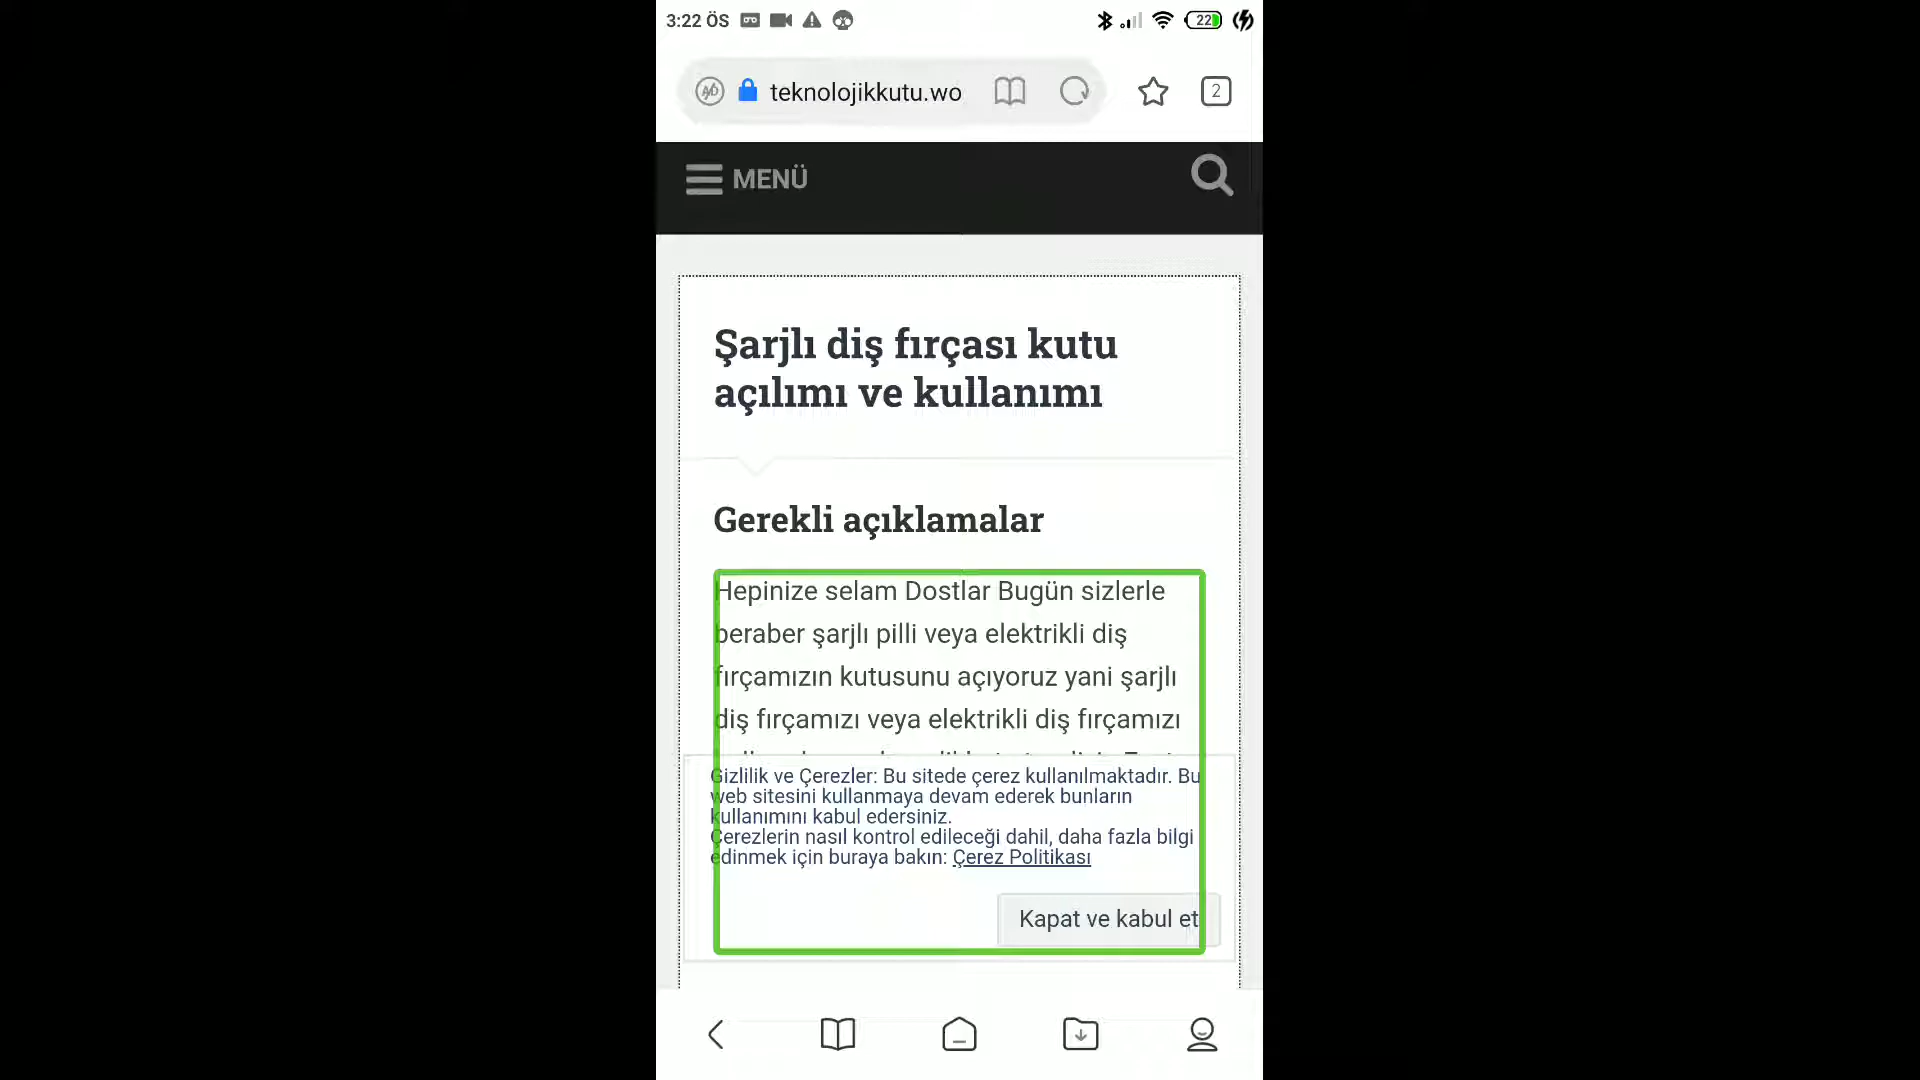 3:22 ÖS
22
teknolojikkutu.wo
2
MENÜ
Şarjlı diş fırçası kutu
açılımı ve kullanımı
Gerekli açıklamalar
Hepinize selam Dostlar Bugün sizlerle
beraber şarjlı pilli veya elektrikli diş
fırçamızın kutusunu açıyoruz yani şarjlı
diş fırçamızı veya elektrikli diş fırçamızı
Gizlilik ve Çerezler: Bu sitede çerez kullanılmaktadır. Bu
web sitesini kullanmaya devam ederek bunların
kullanımını kabul edersiniz.
Çerezlerin nasıl kontrol edileceği dahil, daha fazla bilgi
edinmek için buraya bakın: Çerez Politikası
Kapat ve kabul et